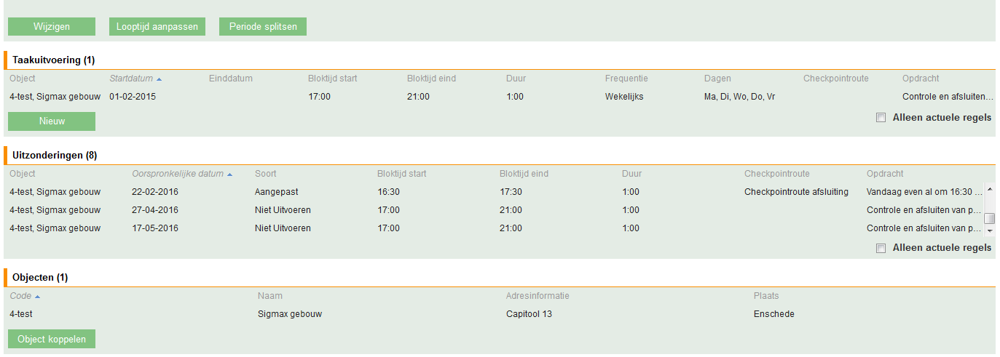 Wijzigen Looptijd aanpassen Periode splitsen
Taakuitvoering (1)
Object Startdatum Einddatum Bloktijd start Bloktijd eind Duur Frequentie Dagen Checkpointroute Opdracht
4-test, Sigmax gebouw 01-02-2015 17:00 21:00 1:00 Wekelijks Ma, Di, Wo, Do, Vr Controle en afsluiten...
Nieuw Alleen actuele regels
Uitzonderingen (8)
Object Oorspronkelijke datum Soort Bloktijd start Bloktijd eind Duur Checkpointroute Opdracht
4-test, Sigmax gebouw 22-02-2016 Aangepast 16:30 17:30 1:00 Checkpointroute afsluiting Vandaag even al om 16:30 ...
4-test, Sigmax gebouw 27-04-2016 Niet Uitvoeren 17:00 21:00 1:00 Controle en afsluiten van p...
4-test, Sigmax gebouw 17-05-2016 Niet Uitvoeren 17:00 21:00 1:00 Controle en afsluiten van p...
Alleen actuele regels
Objecten (1)
Code Naam Adresinformatie Plaats
4-test Sigmax gebouw Capitool 13 Enschede
Object koppelen